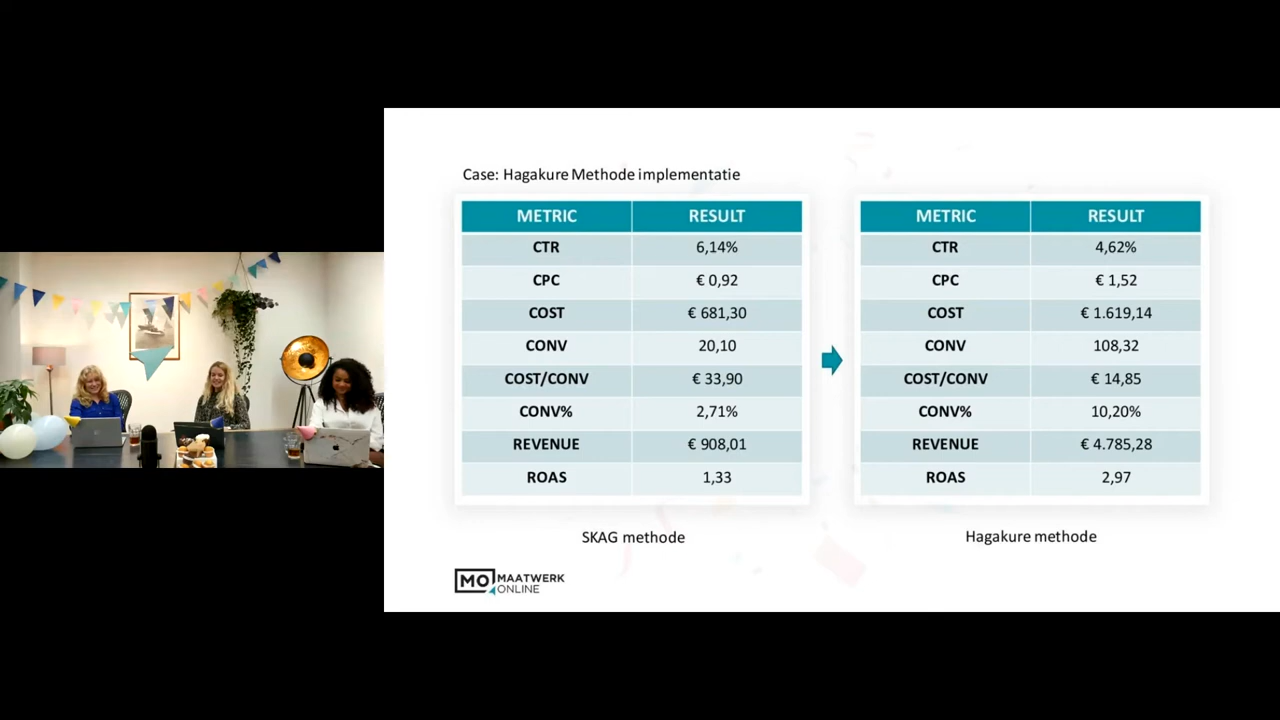 Case: Hagakure Methode implementatie
METRIC RESULT
CTR 6,14%
CPC € 0,92
COST € 681,30
CONV 20,10
COST/CONV € 33,90
CONV% 2,71%
REVENUE € 908,01
ROAS 1,33
SKAG methode
METRIC RESULT
CTR 4,62%
CPC € 1,52
COST € 1.619,14
CONV 108,32
COST/CONV € 14,85
CONV% 10,20%
REVENUE € 4.785,28
ROAS 2,97
Hagakure methode
MO MAATWERK
ONLINE